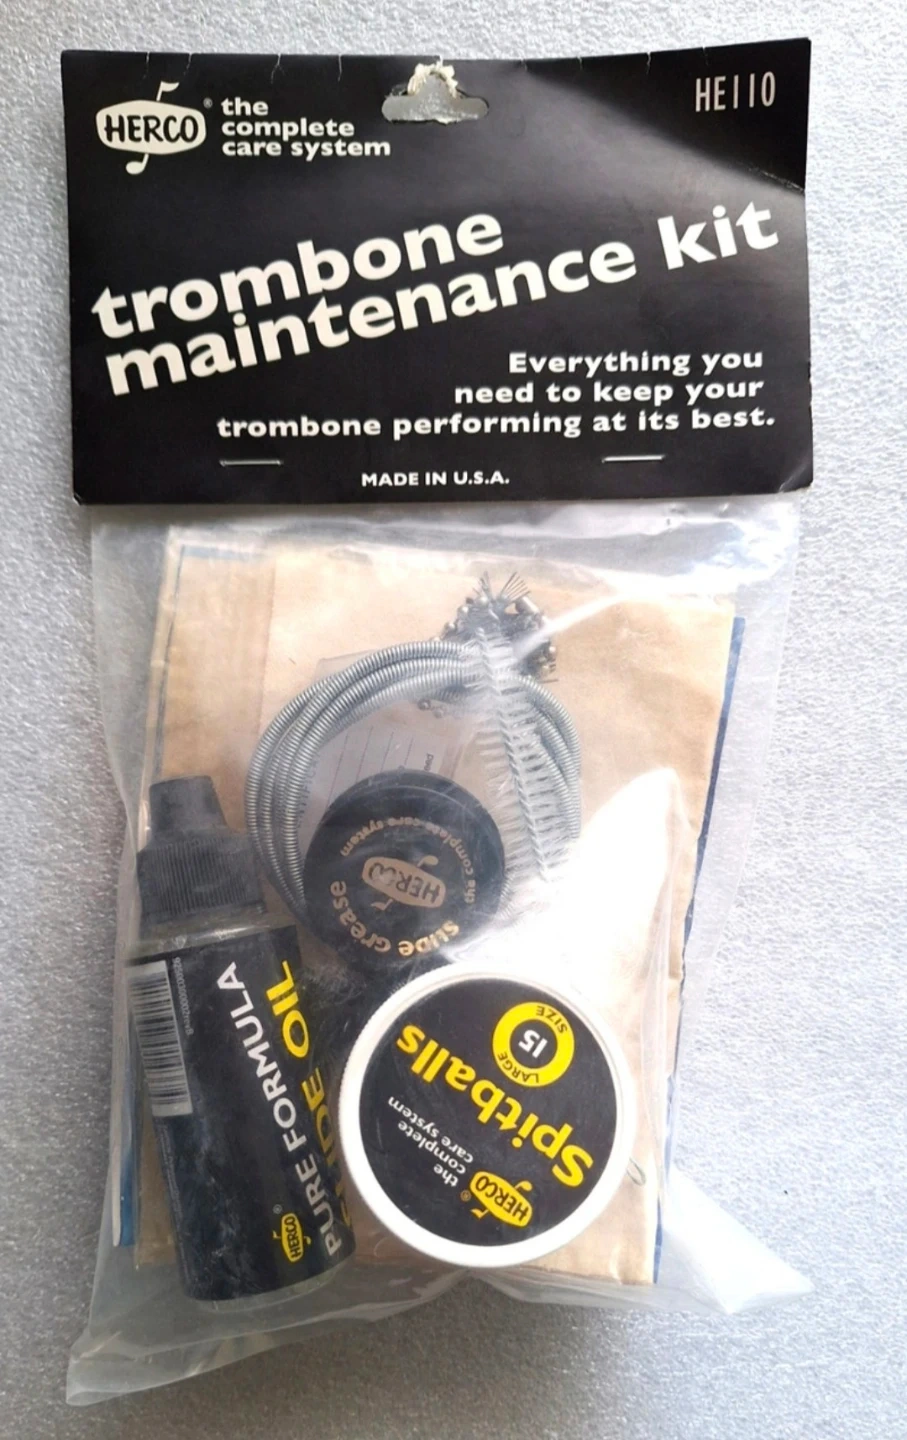 HERCO®
the
complete
care system
HE110
trombone
maintenance kit
Everything you
need to keep your
trombone performing at its best.
MADE IN U.S.A.
HERCO
the complete care system
Slide Grease
PURE FORMULA
SLIDE OIL
HERCO®
LARGE
15
SIZE
Spitballs
the
complete
care system
HERCO®